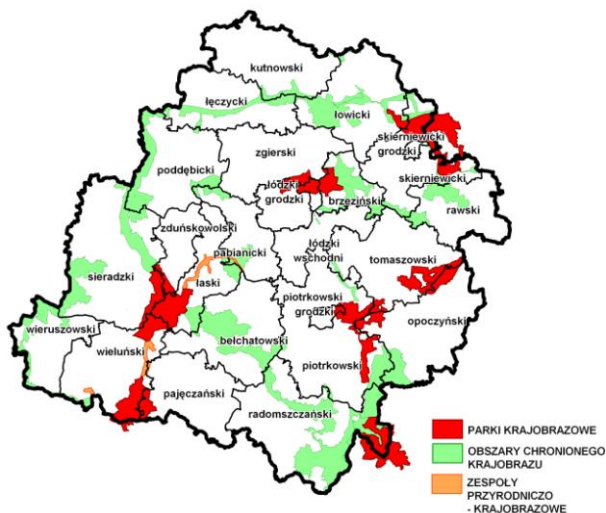 kutnowski
łęczycki
łowicki
skierniewicki
grodzki
zgierski
poddębicki
łódzki
grodzki
skierniewicki
brzeziński
rawski
zduńskowolski
pabianicki
łódzki
wschodni
tomaszowski
sieradzki
łaski
piotrkowski
grodzki
opoczyński
wieruszowski
wieluński
bełchatowski
piotrkowski
pajęczański
radomszczański
PARKI KRAJOBRAZOWE
OBSZARY CHRONIONEGO
KRAJOBRAZU
ZESPOŁY
PRZYRODNICZO
- KRAJOBRAZOWE